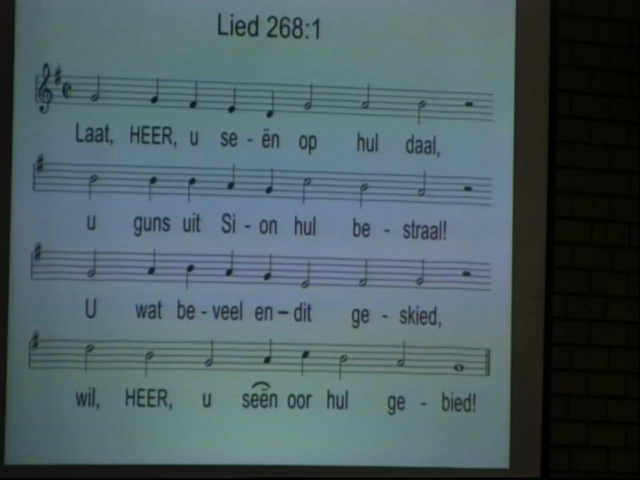 Lied 268:1
Laat, HEER, u se - ën op hul daal,
u guns uit Si - on hul be - straal!
U wat be - veel en – dit ge - skied,
wil, HEER, u seën oor hul ge - bied!